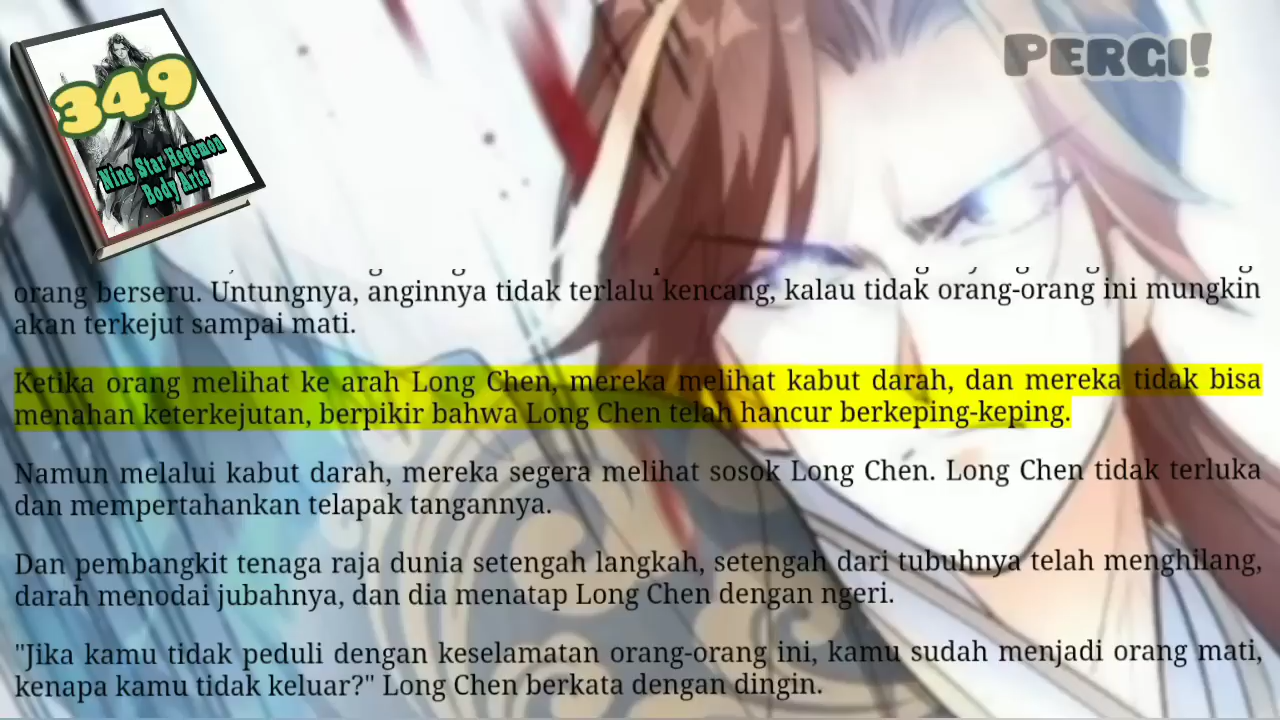 349
Nine Star Hegemon
Body Arts
PERGI!
orang berseru. Untungnya, anginnya tidak terlalu kencang, kalau tidak orang-orang ini mungkin
akan terkejut sampai mati.
Ketika orang melihat ke arah Long Chen, mereka melihat kabut darah, dan mereka tidak bisa
menahan keterkejutan, berpikir bahwa Long Chen telah hancur berkeping-keping.
Namun melalui kabut darah, mereka segera melihat sosok Long Chen. Long Chen tidak terluka
dan mempertahankan telapak tangannya.
Dan pembangkit tenaga raja dunia setengah langkah, setengah dari tubuhnya telah menghilang,
darah menodai jubahnya, dan dia menatap Long Chen dengan ngeri.
"Jika kamu tidak peduli dengan keselamatan orang-orang ini, kamu sudah menjadi orang mati,
kenapa kamu tidak keluar?" Long Chen berkata dengan dingin.